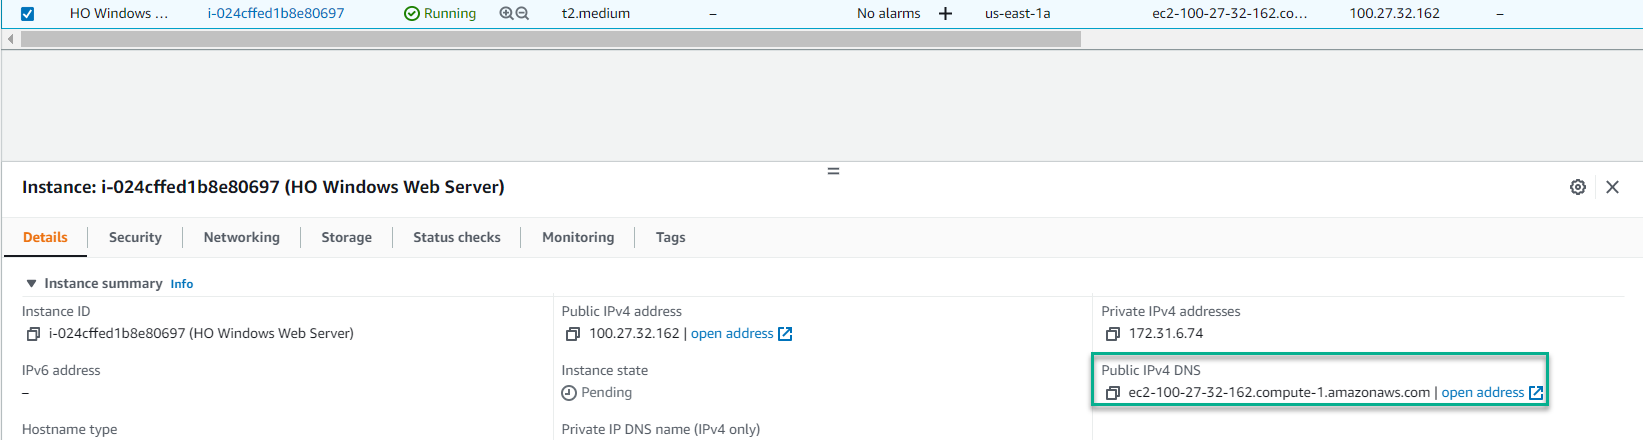 HO Windows ... i-024cffed1b8e80697 Running t2.medium – No alarms + us-east-1a ec2-100-27-32-162.co... 100.27.32.162 –
Instance: i-024cffed1b8e80697 (HO Windows Web Server)
Details Security Networking Storage Status checks Monitoring Tags
Instance summary Info
Instance ID Public IPv4 address Private IPv4 addresses
i-024cffed1b8e80697 (HO Windows Web Server) 100.27.32.162 | open address 172.31.6.74
IPv6 address Instance state Public IPv4 DNS
– Pending ec2-100-27-32-162.compute-1.amazonaws.com | open address
Hostname type Private IP DNS name (IPv4 only)